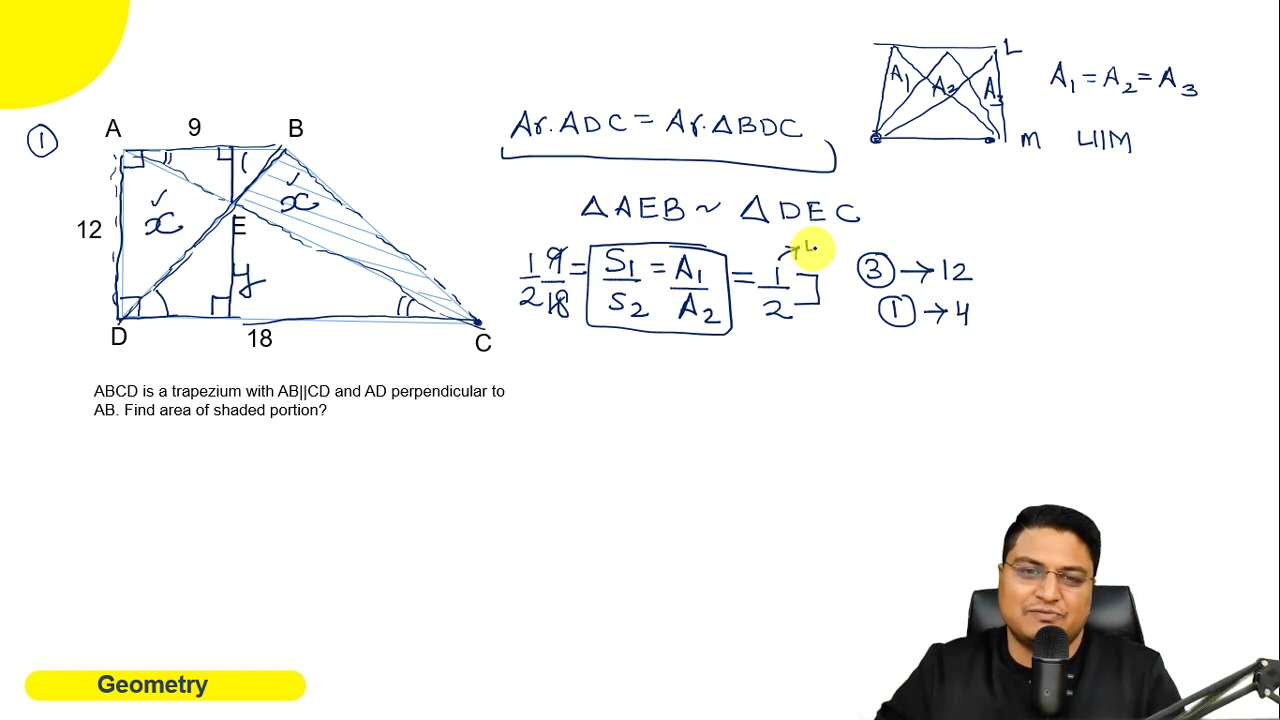 ①
A 9 B
12
x x
E
y
D 18 C
ABCD is a trapezium with AB||CD and AD perpendicular to
AB. Find area of shaded portion?
Ar. ADC = Ar. ΔBDC
ΔAEB ~ ΔDEC
1/2 9/18 = S₁/S₂ = A₁/A₂ = 1/2 → 4
③ → 12
① → 4
A₁ A₂ A₃ L
M L||M
A₁ = A₂ = A₃
Geometry